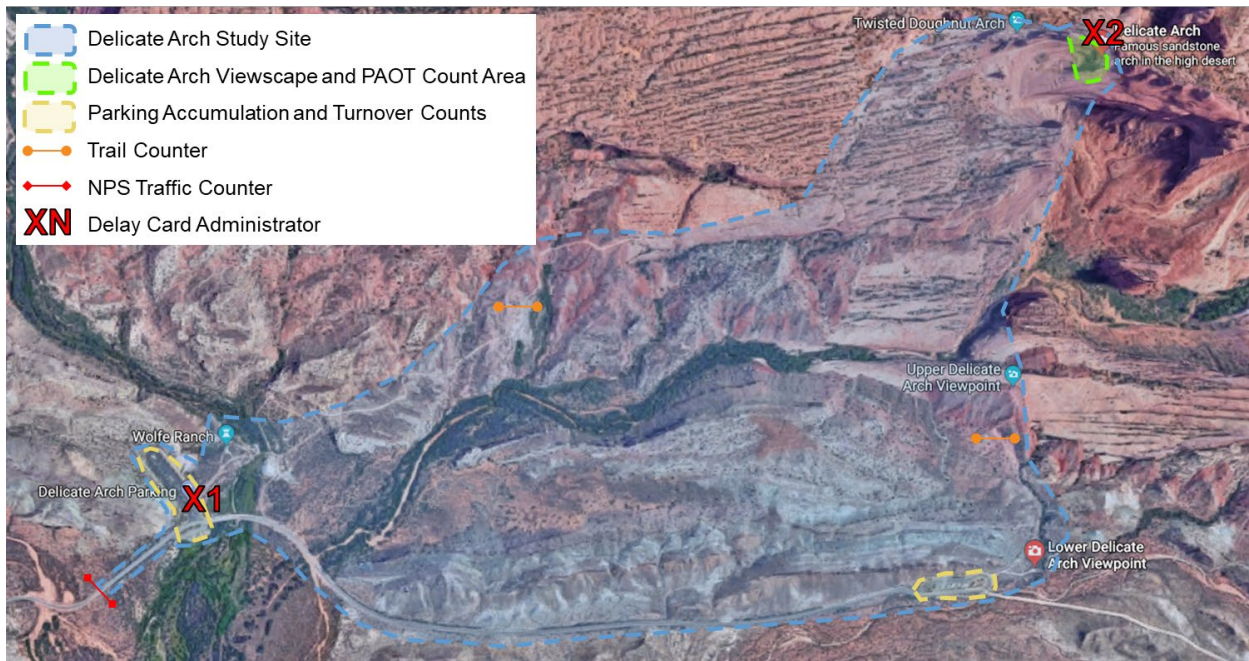 Delicate Arch Study Site
Delicate Arch Viewscape and PAOT Count Area
Parking Accumulation and Turnover Counts
Trail Counter
NPS Traffic Counter
XN Delay Card Administrator
Twisted Doughnut Arch
X2
Delicate Arch
Famous sandstone
arch in the high desert
Upper Delicate
Arch Viewpoint
Wolfe Ranch
Delicate Arch Parking
X1
Lower Delicate
Arch Viewpoint